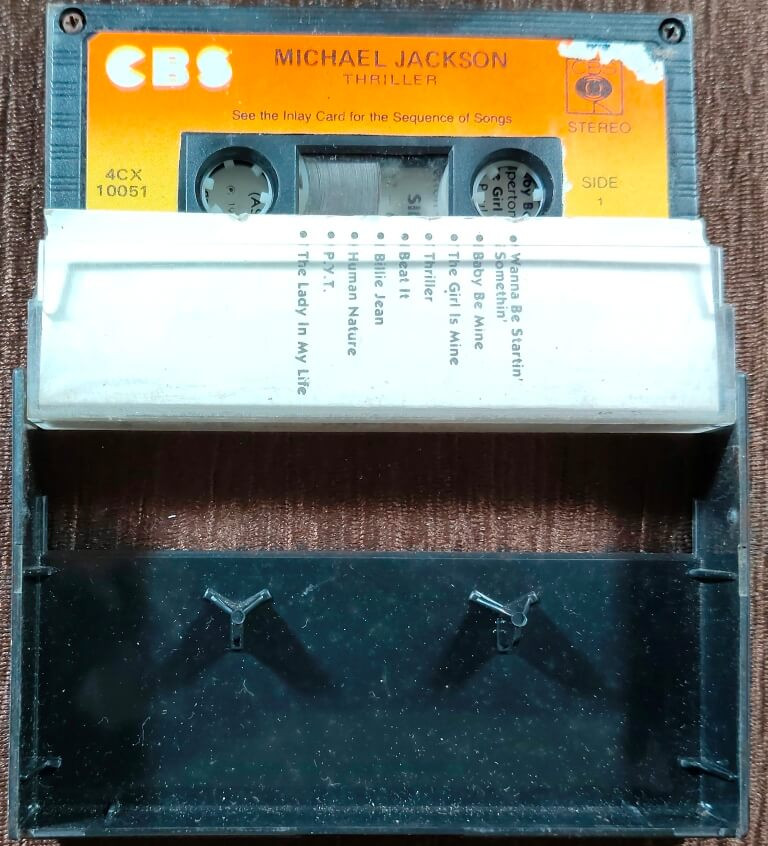 CBS
MICHAEL JACKSON
THRILLER
See the Inlay Card for the Sequence of Songs
CBS
STEREO
4CX
10051
SIDE
1
• Wanna Be Startin'
Somethin'
• Baby Be Mine
• The Girl Is Mine
• Thriller
• Beat It
• Billie Jean
• Human Nature
• P.Y.T.
• The Lady In My Life